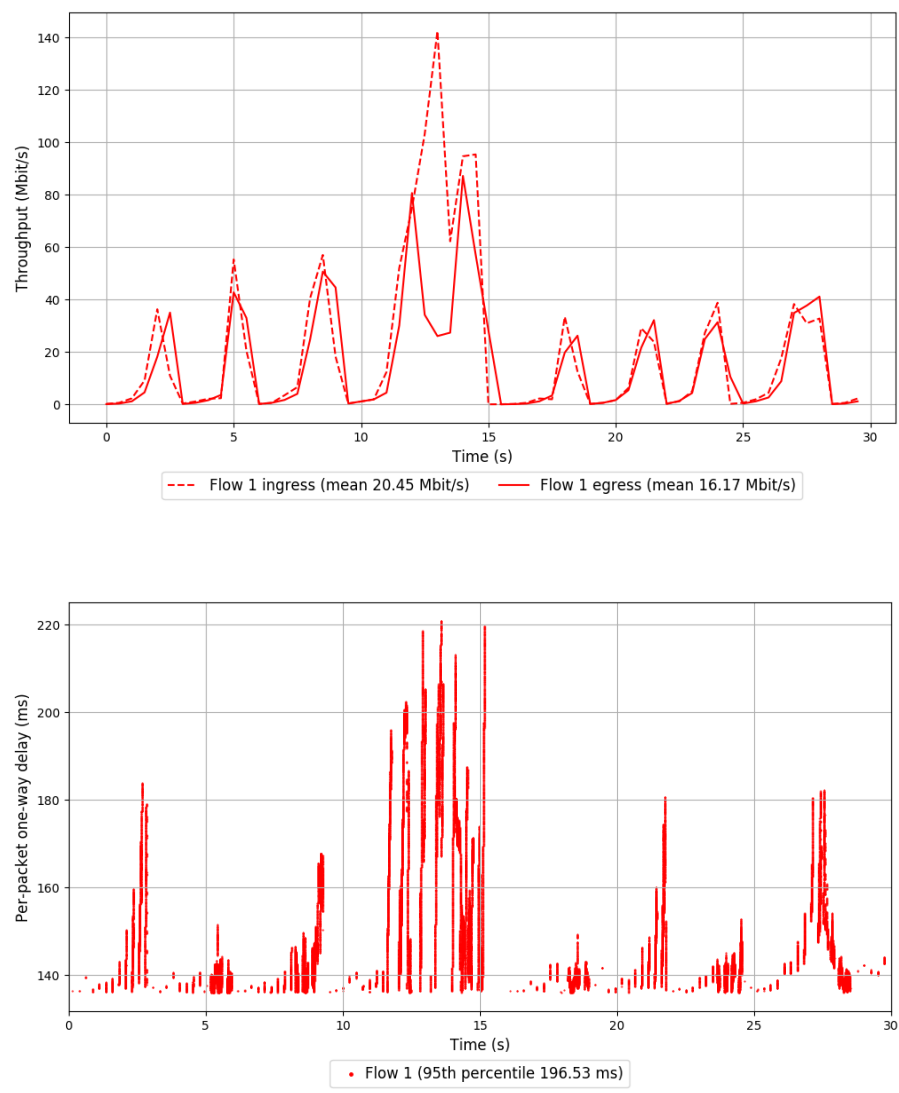 140
120
100
80
60
40
20
0
Throughput (Mbit/s)
0 5 10 15 20 25 30
Time (s)
Flow 1 ingress (mean 20.45 Mbit/s) Flow 1 egress (mean 16.17 Mbit/s)
220
200
180
160
140
Per-packet one-way delay (ms)
0 5 10 15 20 25 30
Time (s)
Flow 1 (95th percentile 196.53 ms)